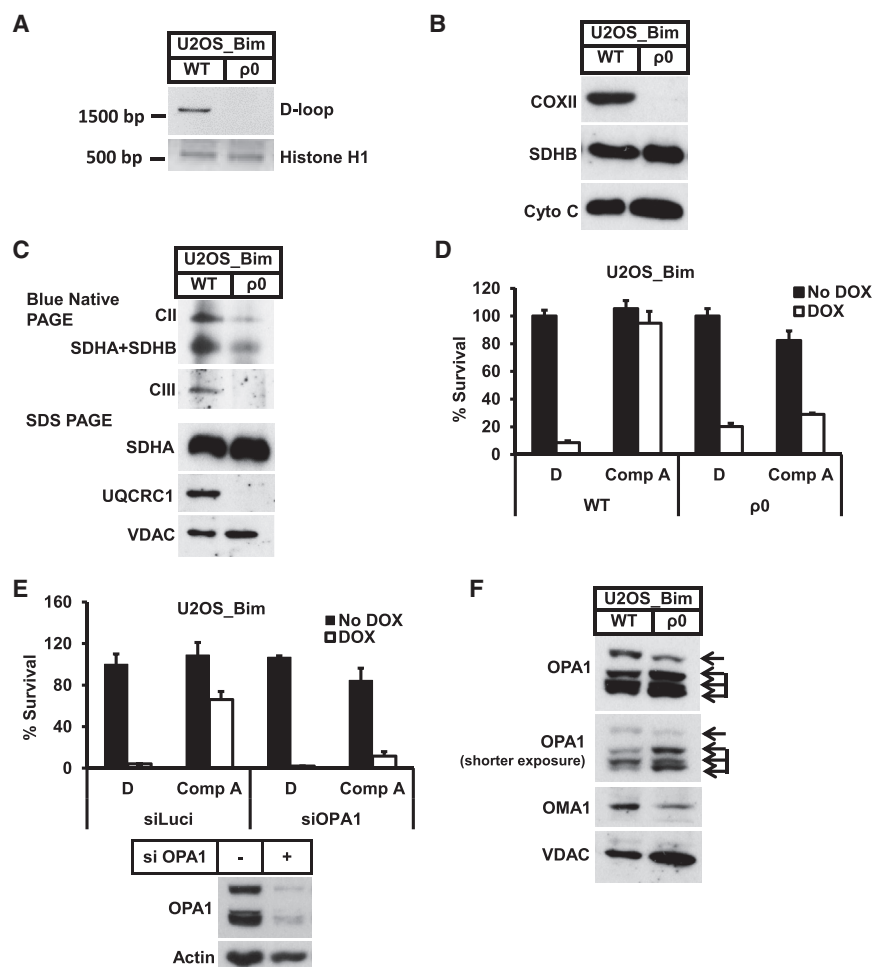 A
U2OS_Bim
WT ρ0
1500 bp
D-loop
500 bp
Histone H1
B
U2OS_Bim
WT ρ0
COXII
SDHB
Cyto C
C
U2OS_Bim
WT ρ0
Blue Native
PAGE
CII
SDHA+SDHB
CIII
SDS PAGE
SDHA
UQCRC1
VDAC
D
U2OS_Bim
No DOX
DOX
% Survival
120
100
80
60
40
20
0
D Comp A D Comp A
WT ρ0
E
U2OS_Bim
No DOX
DOX
% Survival
160
120
80
40
0
D Comp A D Comp A
siLuci siOPA1
si OPA1 - +
OPA1
Actin
F
U2OS_Bim
WT ρ0
OPA1
OPA1
(shorter exposure)
OMA1
VDAC